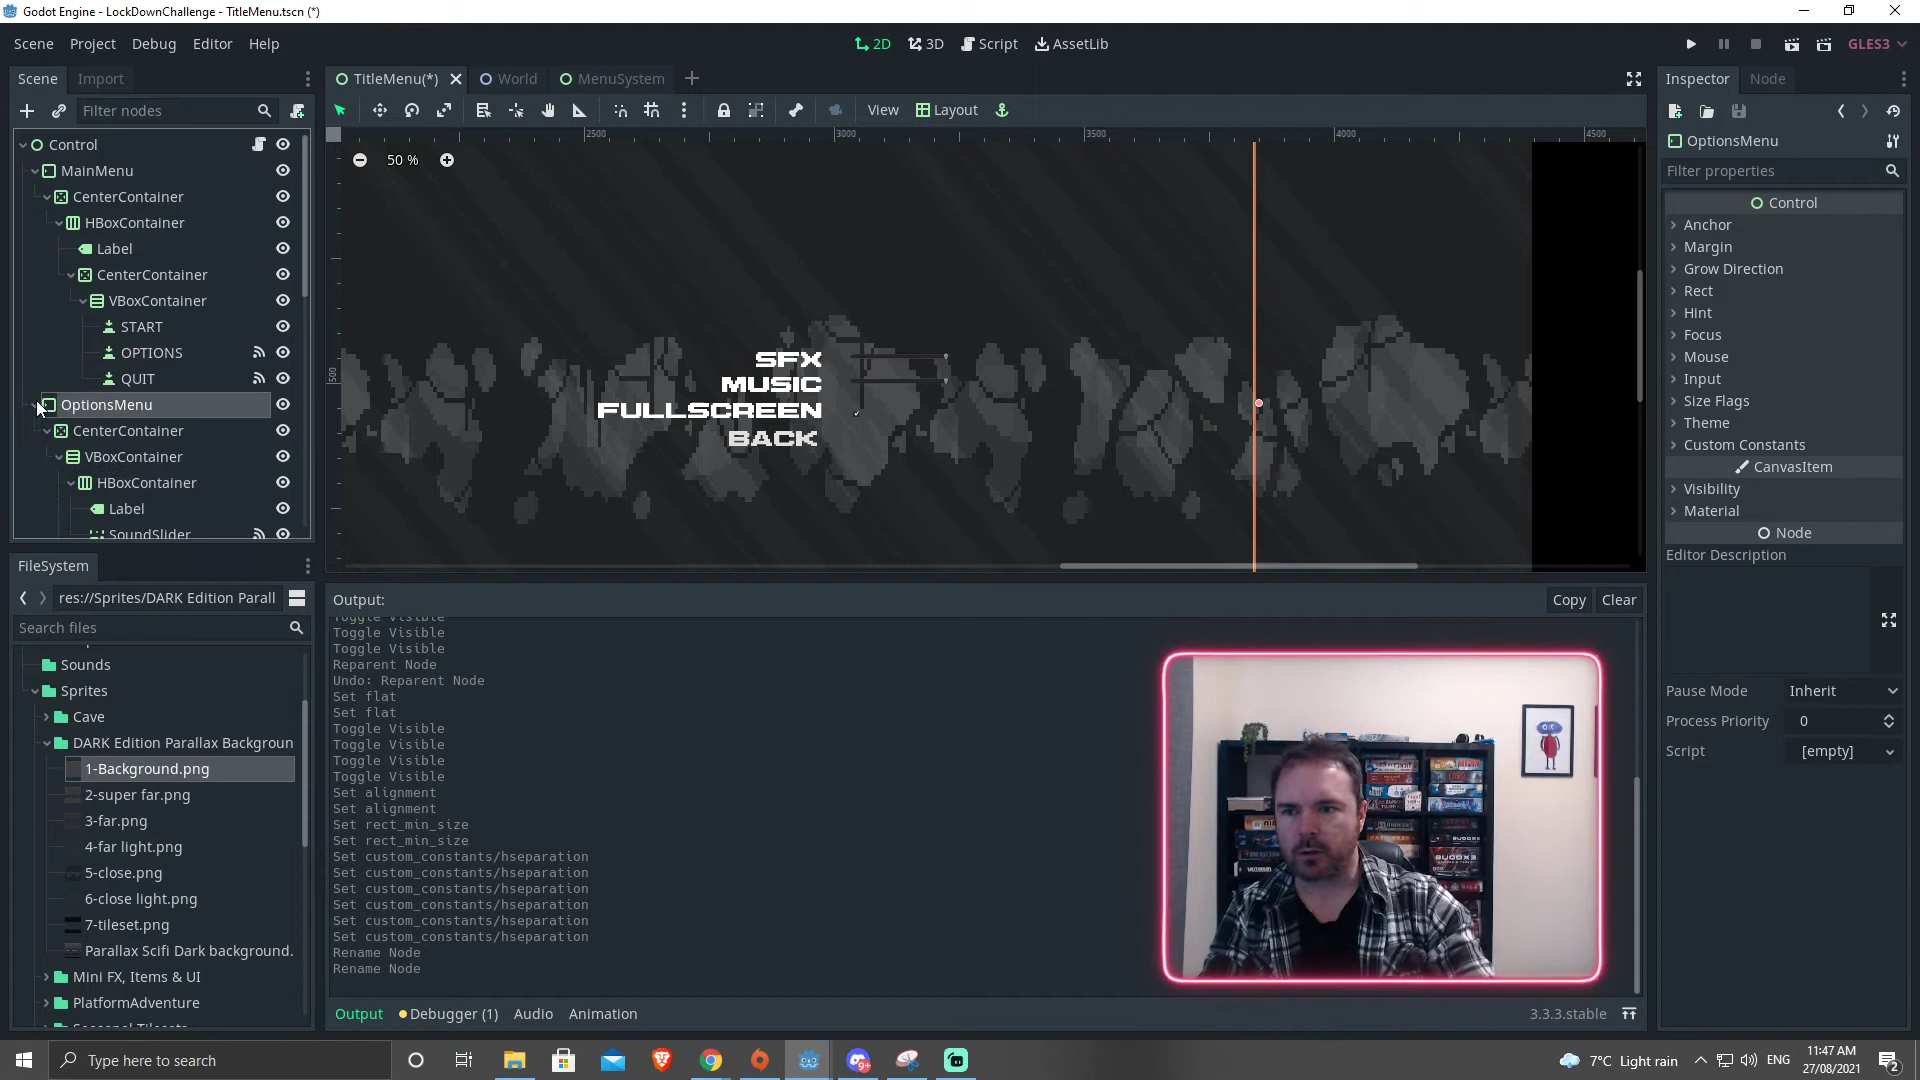 Godot Engine - LockDownChallenge - TitleMenu.tscn (*)
Scene Project Debug Editor Help
2D 3D Script AssetLib
GLES3
Scene Import
TitleMenu(*) World MenuSystem
Inspector Node
Filter nodes
View Layout
OptionsMenu
Filter properties
2500 3000 3500 4000 4500
50 %
500
Control
MainMenu
CenterContainer
HBoxContainer
Label
CenterContainer
VBoxContainer
START
OPTIONS
QUIT
OptionsMenu
CenterContainer
VBoxContainer
HBoxContainer
Label
SoundSlider
SFX
MUSIC
FULLSCREEN
BACK
Control
Anchor
Margin
Grow Direction
Rect
Hint
Focus
Mouse
Input
Size Flags
Theme
Custom Constants
CanvasItem
Visibility
Material
Node
Editor Description
Pause Mode Inherit
Process Priority 0
Script [empty]
FileSystem
res://Sprites/DARK Edition Parall
Search files
Sounds
Sprites
Cave
DARK Edition Parallax Backgroun
1-Background.png
2-super far.png
3-far.png
4-far light.png
5-close.png
6-close light.png
7-tileset.png
Parallax Scifi Dark background.
Mini FX, Items & UI
PlatformAdventure
Output:
Copy Clear
Toggle Visible
Toggle Visible
Toggle Visible
Reparent Node
Undo: Reparent Node
Set flat
Set flat
Toggle Visible
Toggle Visible
Toggle Visible
Toggle Visible
Set alignment
Set alignment
Set rect_min_size
Set rect_min_size
Set custom_constants/hseparation
Set custom_constants/hseparation
Set custom_constants/hseparation
Set custom_constants/hseparation
Set custom_constants/hseparation
Set custom_constants/hseparation
Rename Node
Rename Node
Output Debugger (1) Audio Animation
3.3.3.stable
Type here to search
9+
7°C Light rain
ENG
11:47 AM
27/08/2021
2